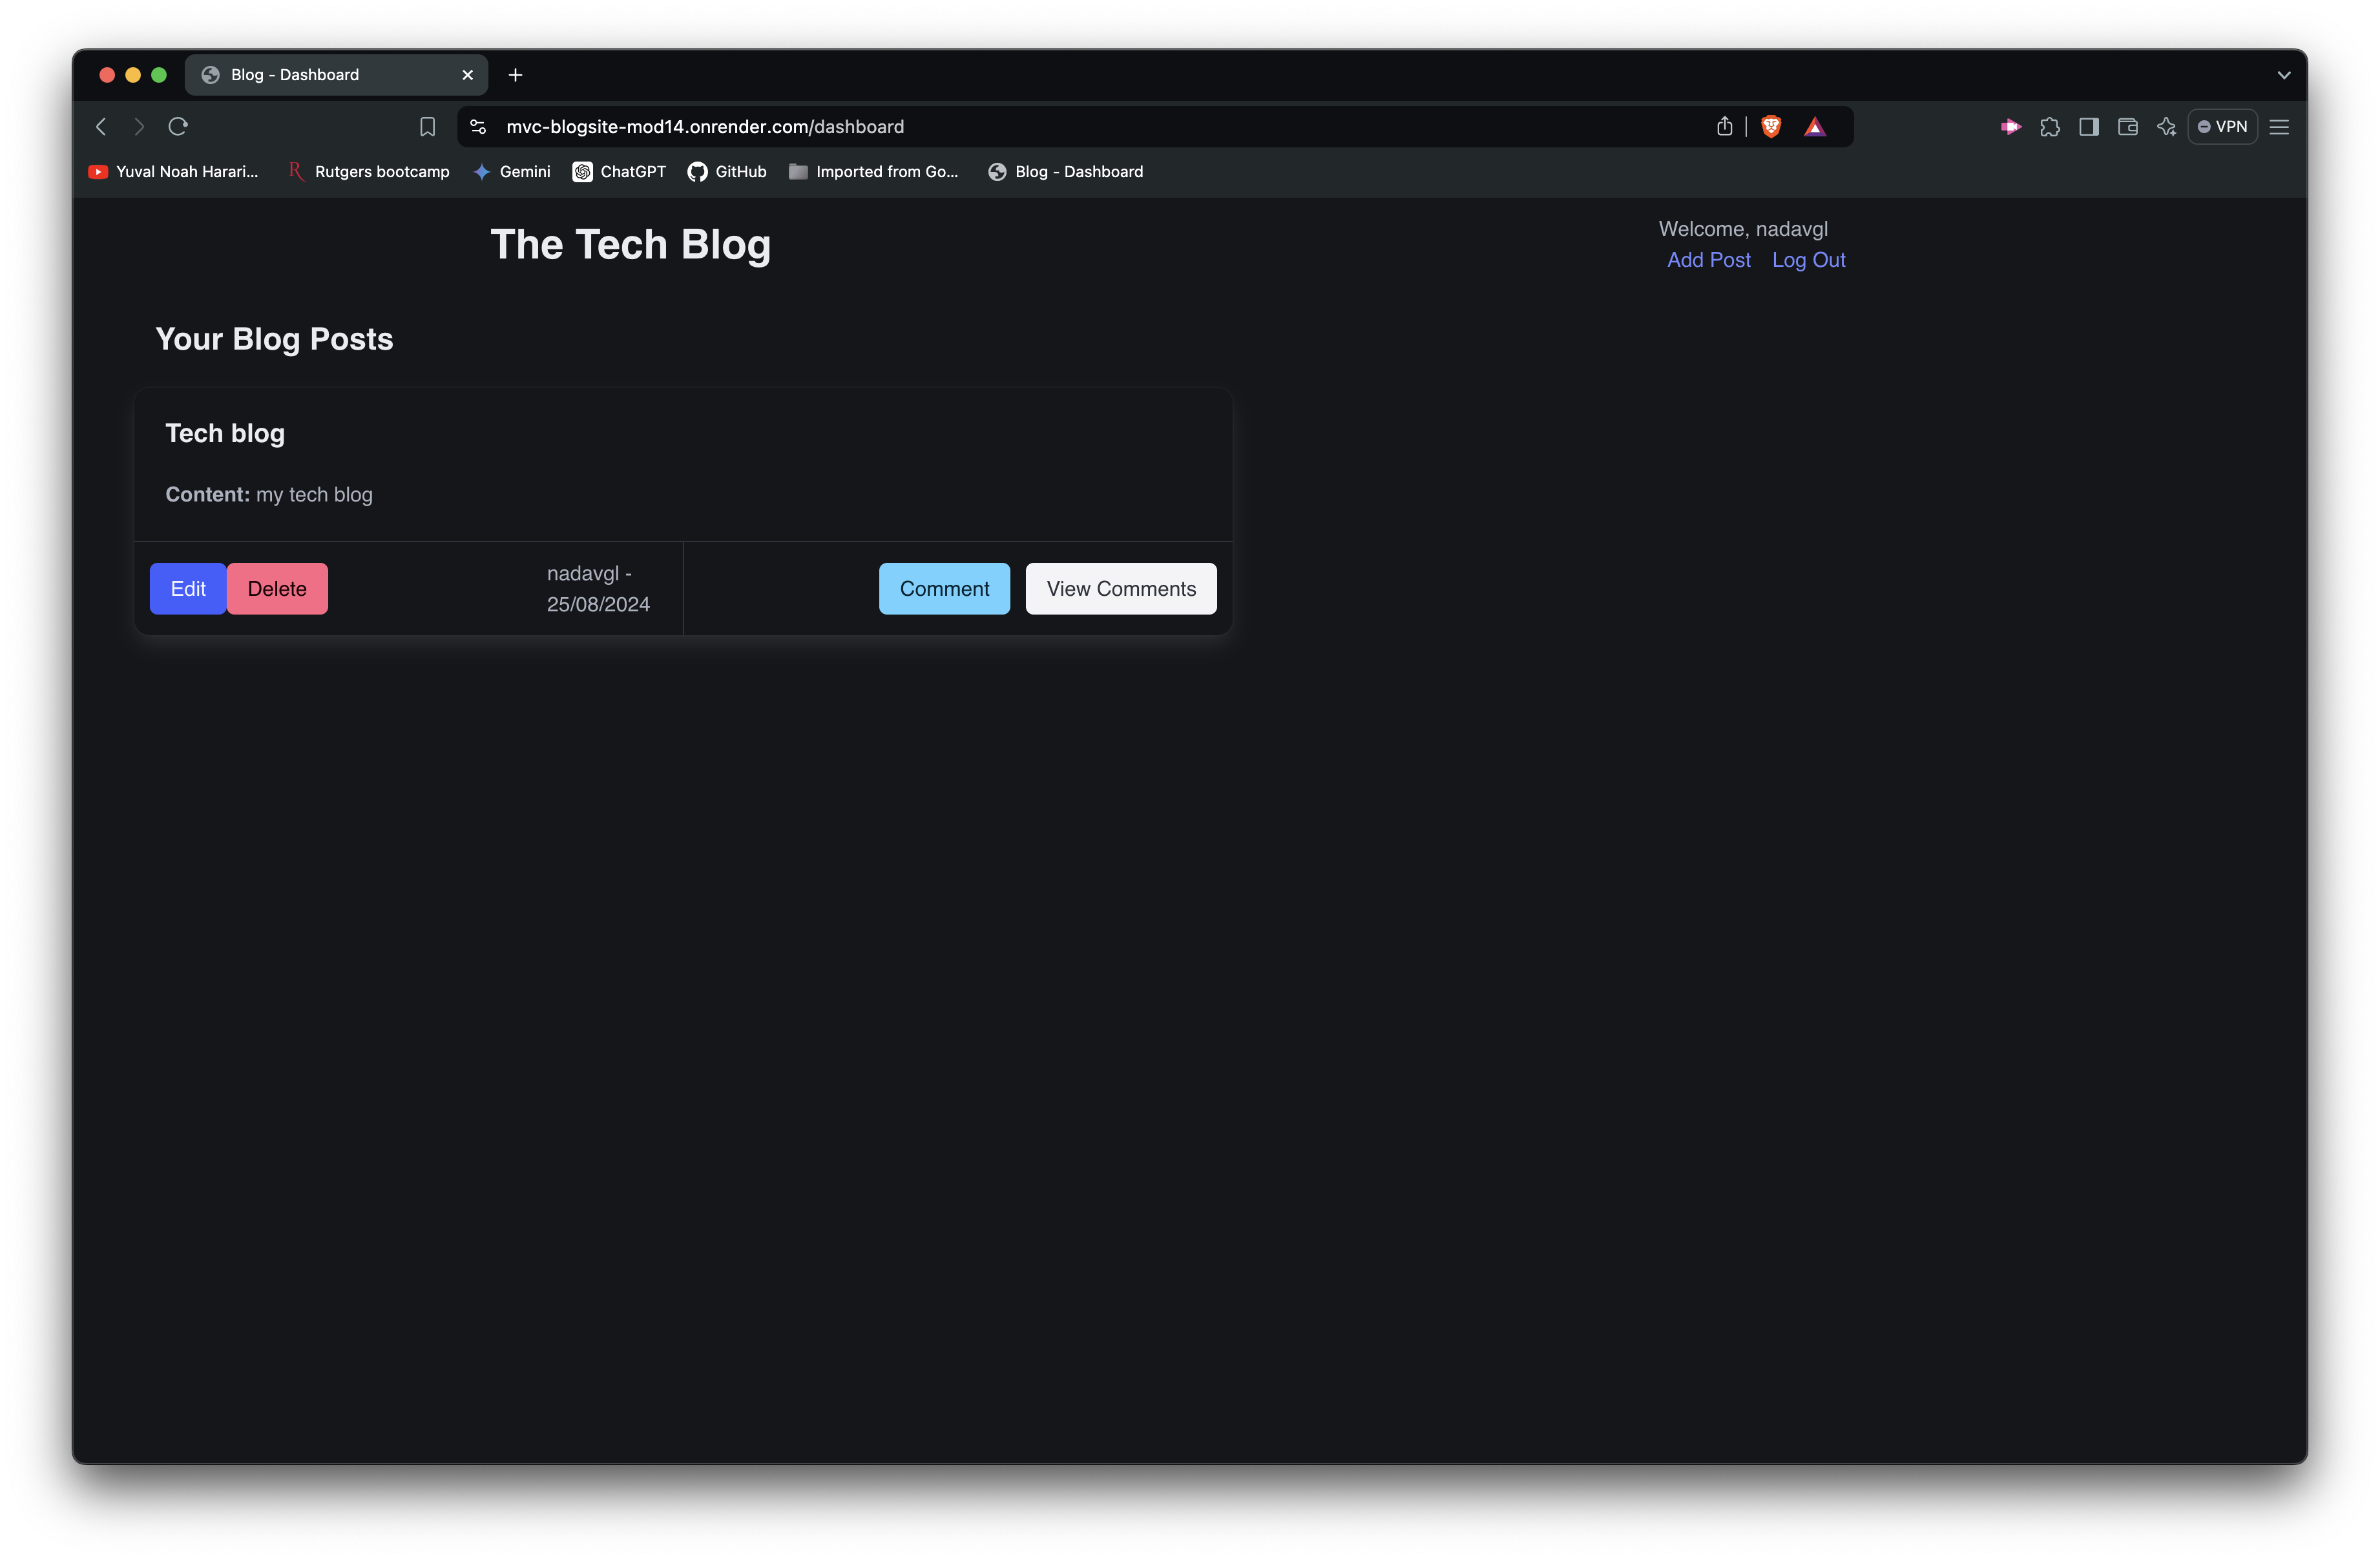 Blog - Dashboard
mvc-blogsite-mod14.onrender.com/dashboard
VPN
Yuval Noah Harari...
Rutgers bootcamp
Gemini
ChatGPT
GitHub
Imported from Go...
Blog - Dashboard
The Tech Blog
Welcome, nadavgl
Add Post Log Out
Your Blog Posts
Tech blog
Content: my tech blog
Edit
Delete
nadavgl -
25/08/2024
Comment
View Comments